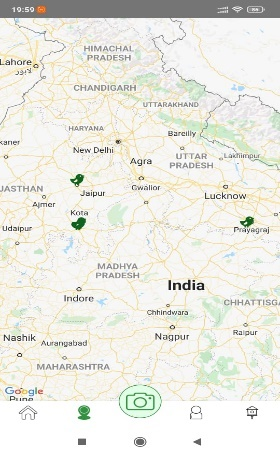 19:59
HIMACHAL
PRADESH
Lahore
CHANDIGARH
UTTARAKHAND
HARYANA
New Delhi
Bareilly
Agra
UTTAR
PRADESH
Lakhimpur
JASTHAN
Jaipur
Gwalior
Lucknow
Ajmer
Kota
Udaipur
Prayagraj
MADHYA
PRADESH
India
Indore
CHHATTISGA
Chhindwara
Nashik
Nagpur
Raipur
Aurangabad
MAHARASHTRA
Google
Pune